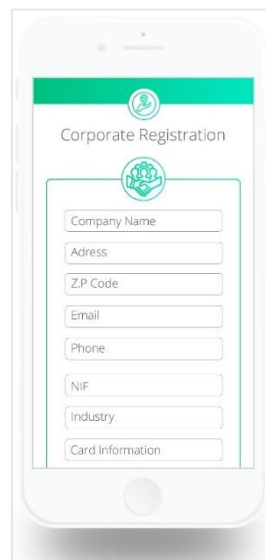 Corporate Registration
Company Name
Adress
Z.P Code
Email
Phone
NIF
Industry
Card Information